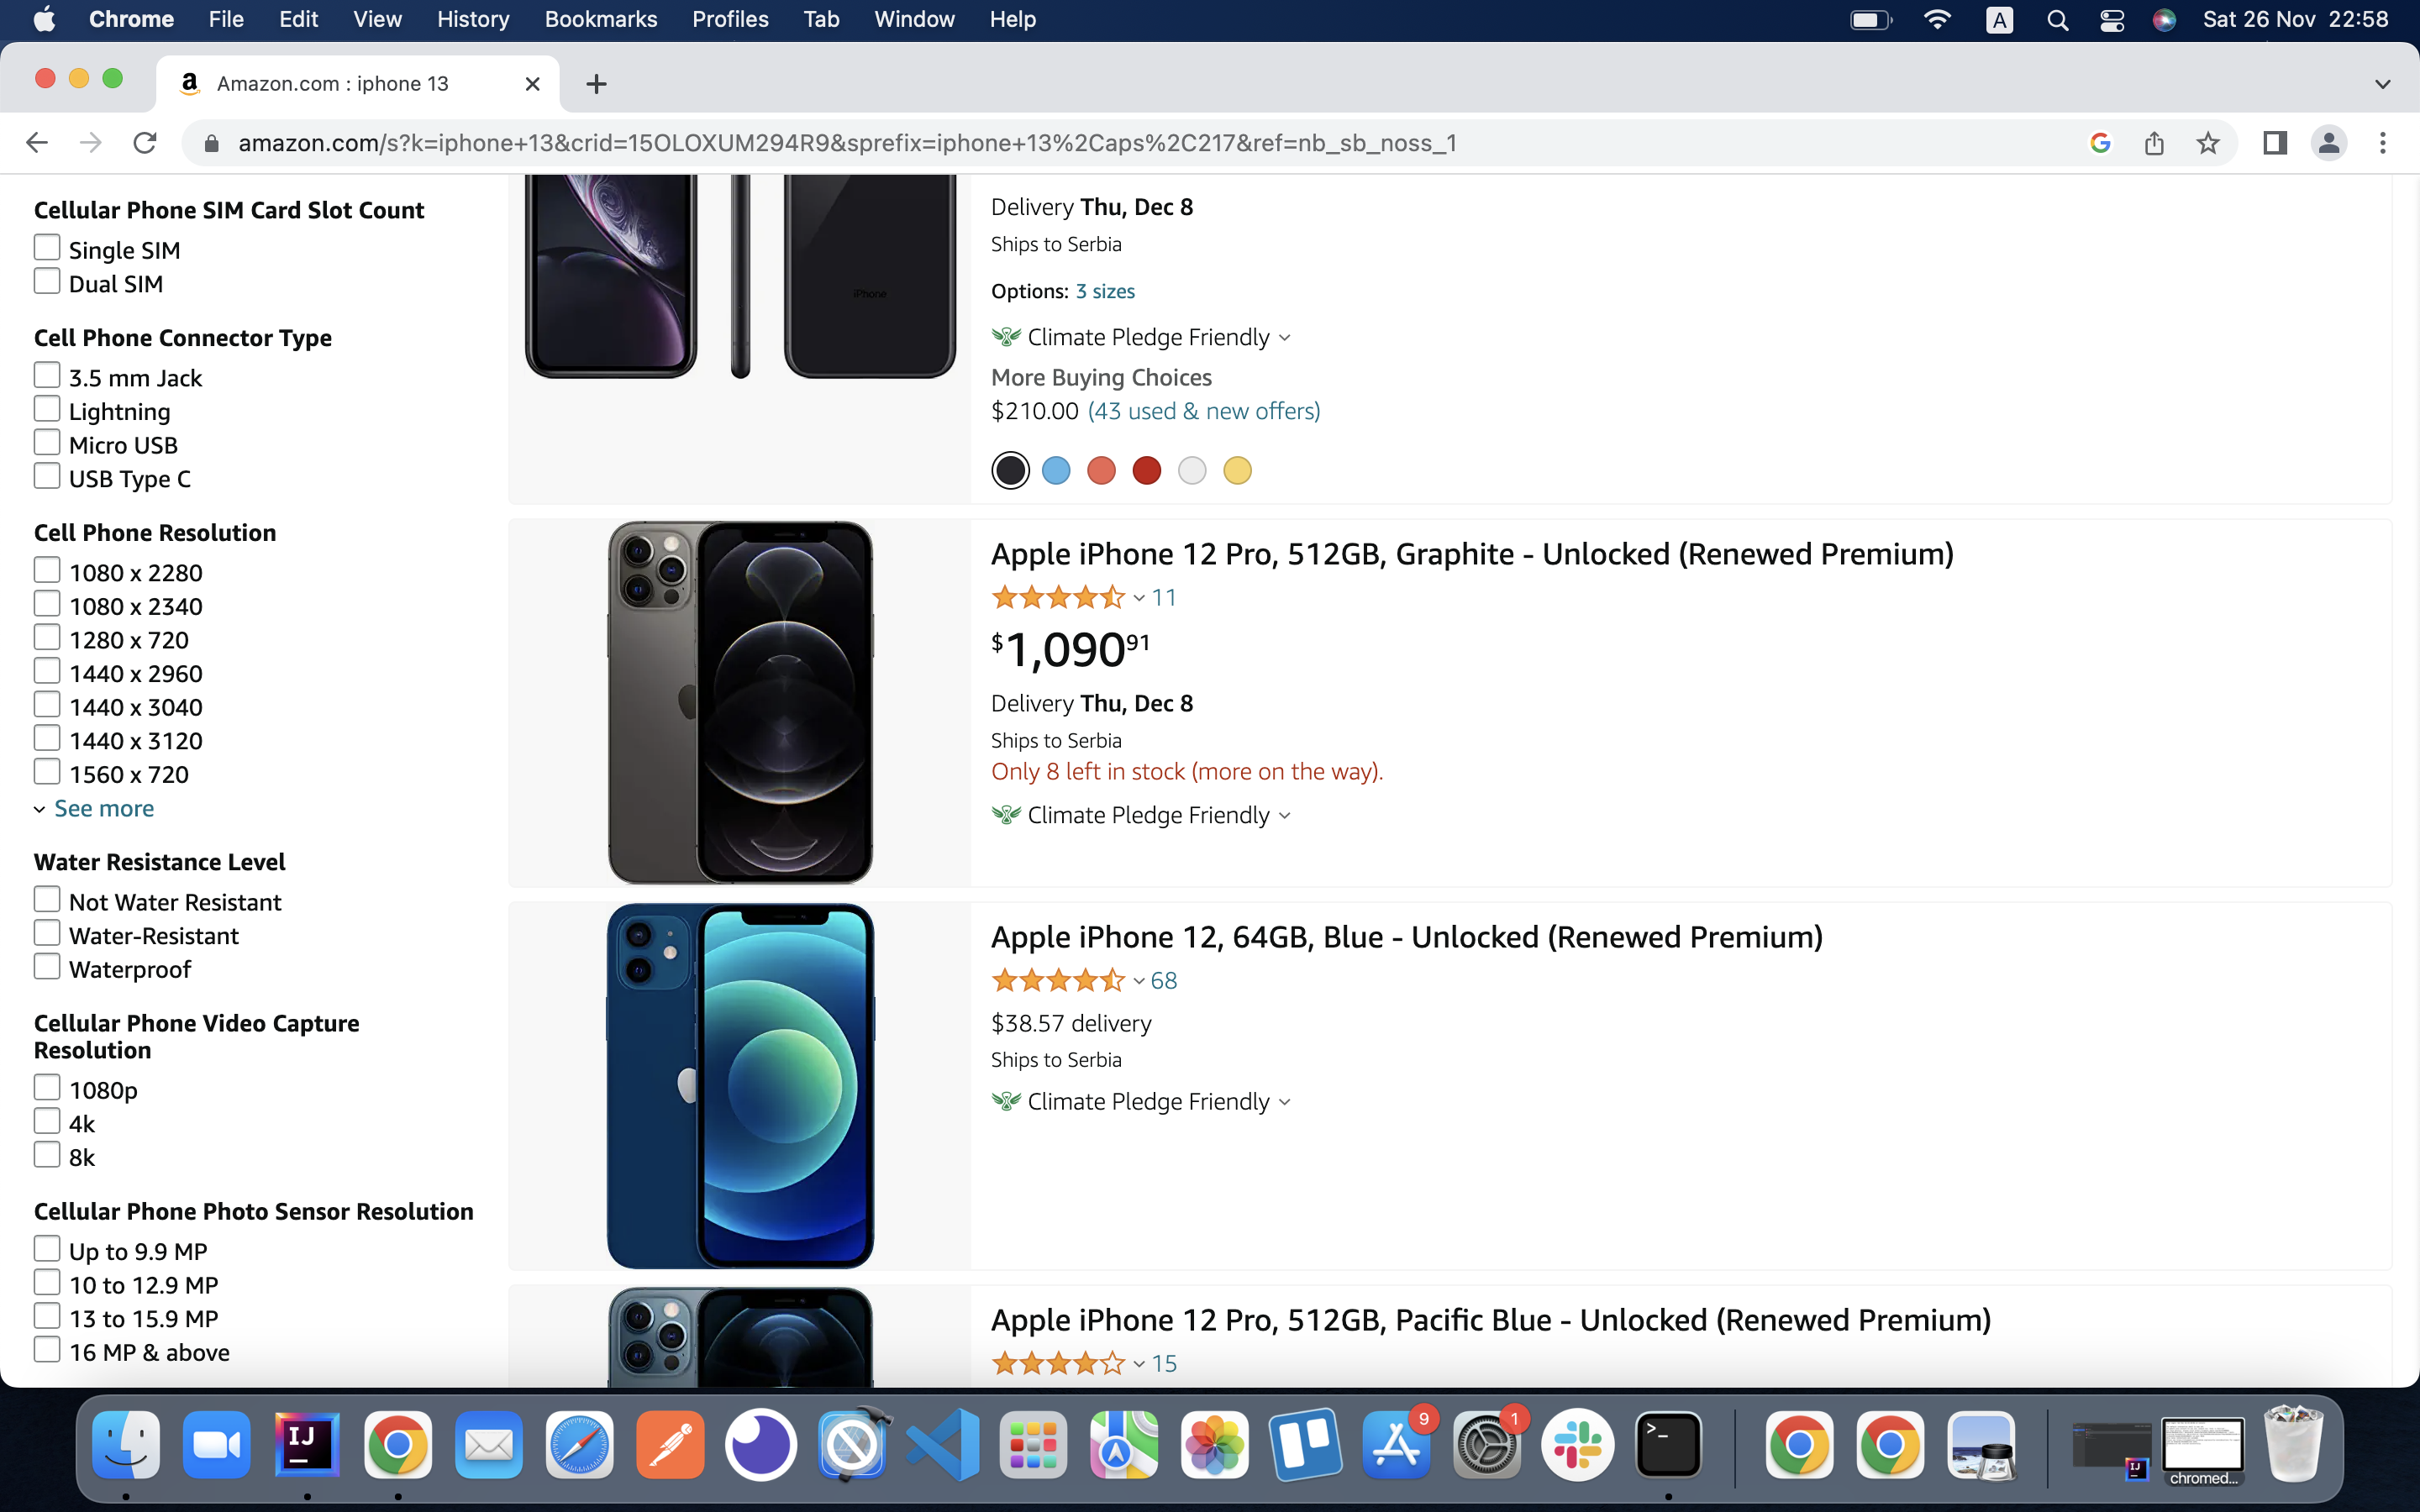 Chrome File Edit View History Bookmarks Profiles Tab Window Help
A
Sat 26 Nov 22:58
a Amazon.com : iphone 13
amazon.com/s?k=iphone+13&crid=15OLOXUM294R9&sprefix=iphone+13%2Caps%2C217&ref=nb_sb_noss_1
Cellular Phone SIM Card Slot Count
Single SIM
Dual SIM
Cell Phone Connector Type
3.5 mm Jack
Lightning
Micro USB
USB Type C
Cell Phone Resolution
1080 x 2280
1080 x 2340
1280 x 720
1440 x 2960
1440 x 3040
1440 x 3120
1560 x 720
See more
Water Resistance Level
Not Water Resistant
Water-Resistant
Waterproof
Cellular Phone Video Capture
Resolution
1080p
4k
8k
Cellular Phone Photo Sensor Resolution
Up to 9.9 MP
10 to 12.9 MP
13 to 15.9 MP
16 MP & above
iPhone
Delivery Thu, Dec 8
Ships to Serbia
Options: 3 sizes
Climate Pledge Friendly
More Buying Choices
$210.00 (43 used & new offers)
Apple iPhone 12 Pro, 512GB, Graphite - Unlocked (Renewed Premium)
11
$1,090 91
Delivery Thu, Dec 8
Ships to Serbia
Only 8 left in stock (more on the way).
Climate Pledge Friendly
Apple iPhone 12, 64GB, Blue - Unlocked (Renewed Premium)
68
$38.57 delivery
Ships to Serbia
Climate Pledge Friendly
Apple iPhone 12 Pro, 512GB, Pacific Blue - Unlocked (Renewed Premium)
15
IJ
9
1
>_
IJ
chromed...